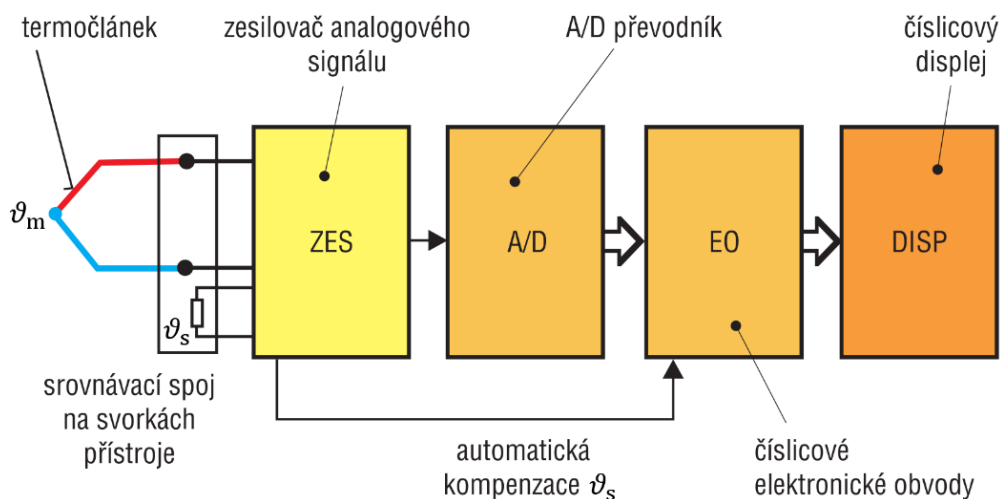 termočlánek
zesilovač analogového
signálu
A/D převodník
číslicový
displej
ϑm
ZES
A/D
EO
DISP
ϑs
srovnávací spoj
na svorkách
přístroje
automatická
kompenzace ϑs
číslicové
elektronické obvody